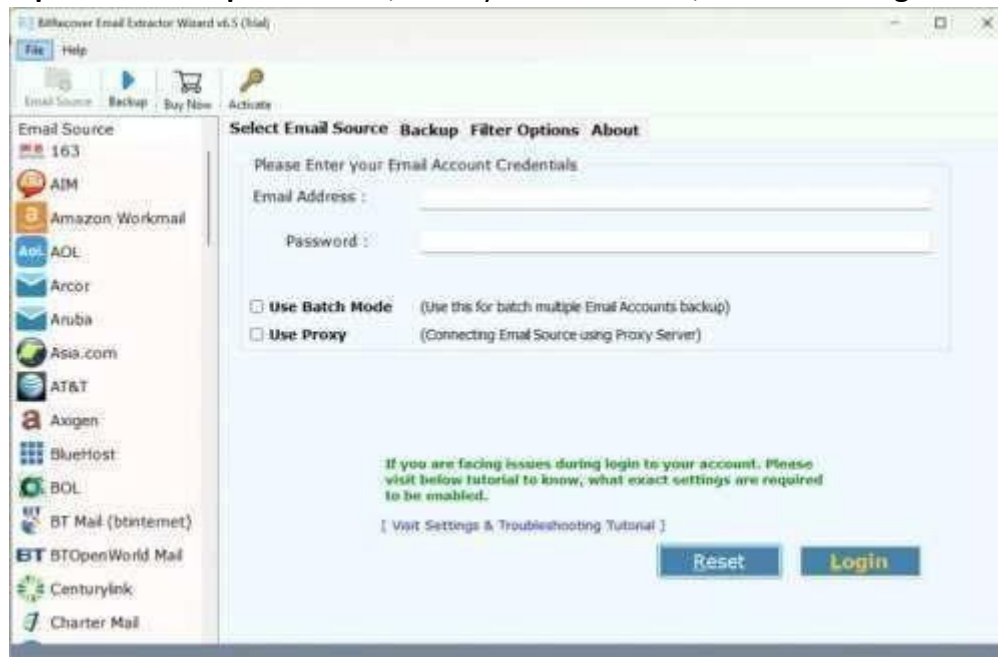 BitRecover Email Extractor Wizard v6.5 (Trial)
File Help
Email Source Backup Buy Now Activate
Email Source
163
AIM
Amazon Workmail
AOL
Arcor
Aruba
Asia.com
AT&T
Axigen
BlueHost
BOL
BT Mail (btinternet)
BT BTOpenWorld Mail
Centurylink
Charter Mail
Select Email Source Backup Filter Options About
Please Enter your Email Account Credentials
Email Address :
Password :
Use Batch Mode (Use this for batch multiple Email Accounts backup)
Use Proxy (Connecting Email Source using Proxy Server)
If you are facing issues during login to your account. Please
visit below tutorial to know, what exact settings are required
to be enabled.
[ Visit Settings & Troubleshooting Tutorial ]
Reset Login